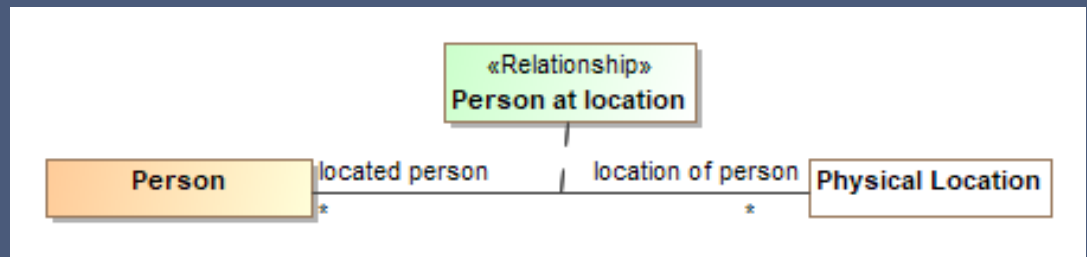 «Relationship»
Person at location
Person
located person
*
location of person
*
Physical Location